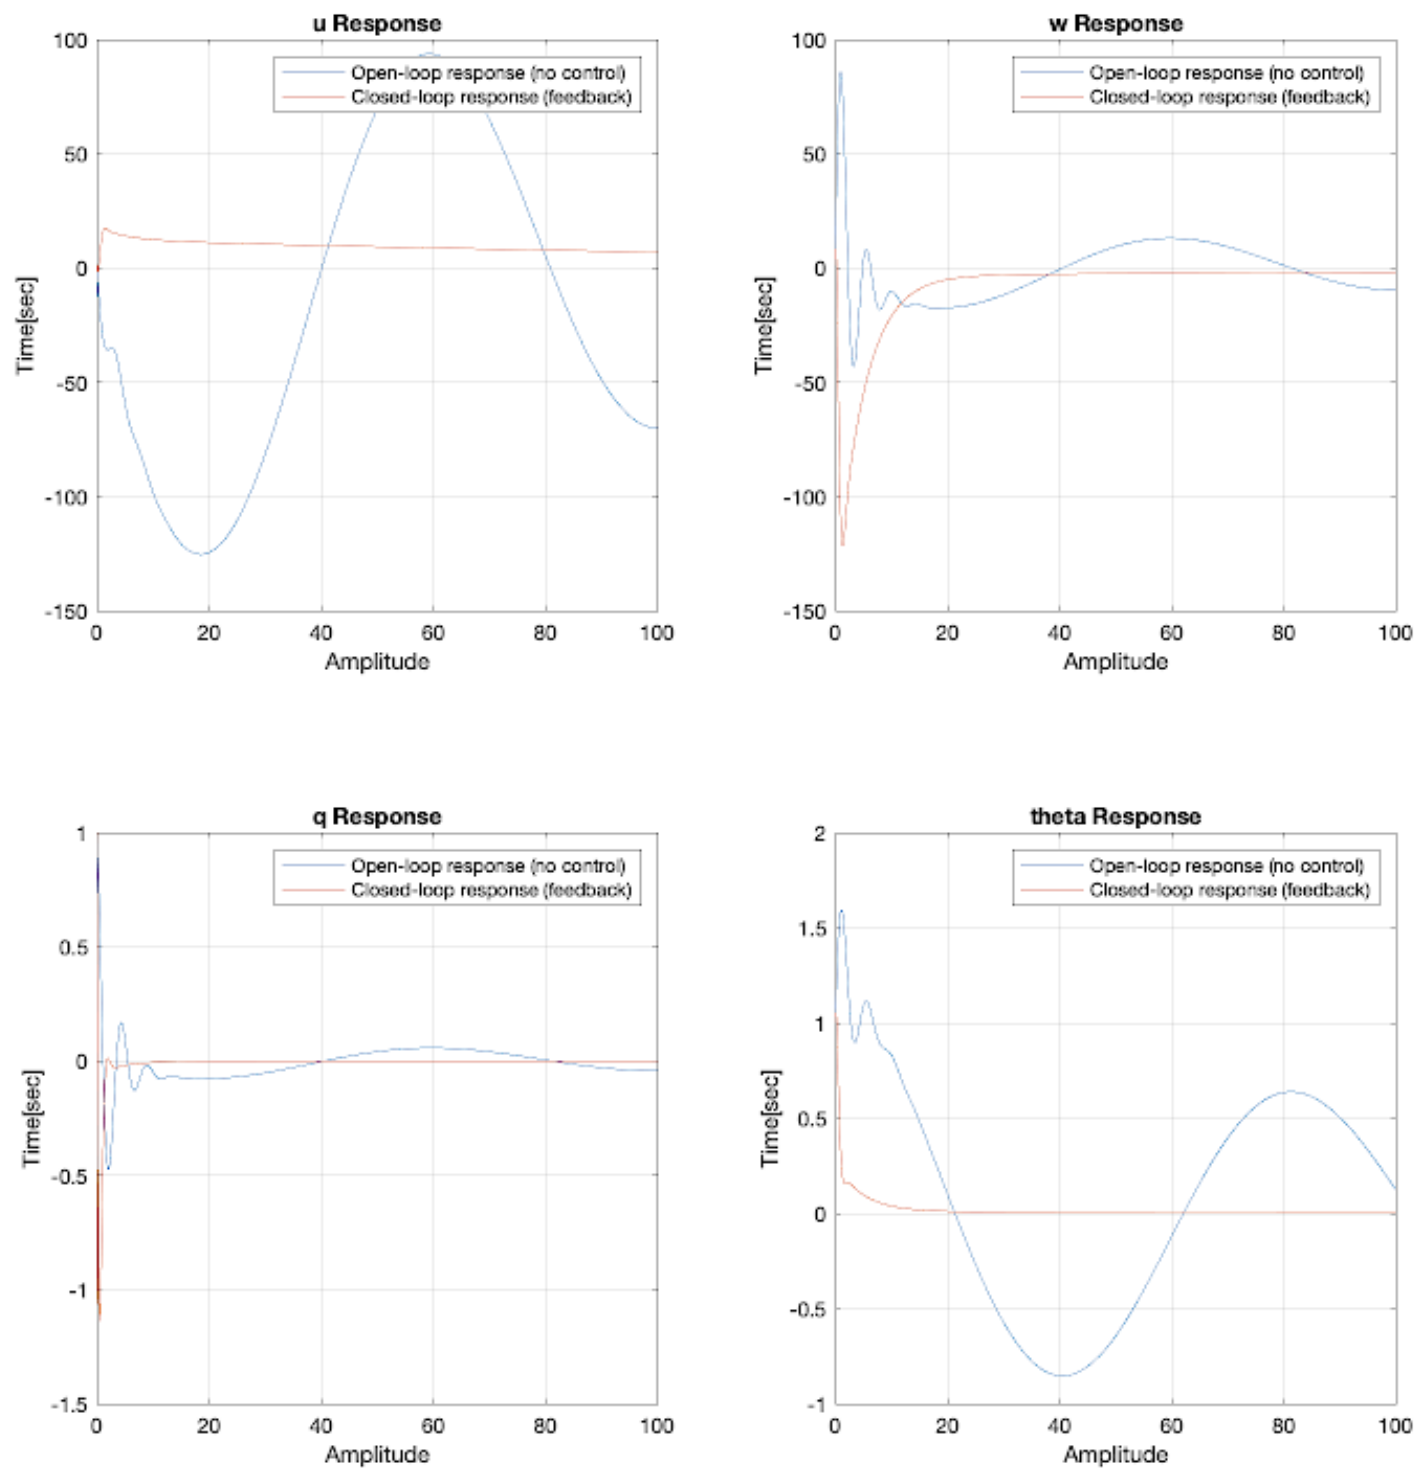 u Response
100
50
0
-50
-100
-150
Time[sec]
Open-loop response (no control)
Closed-loop response (feedback)
0 20 40 60 80 100
Amplitude
w Response
100
50
0
-50
-100
-150
Time[sec]
Open-loop response (no control)
Closed-loop response (feedback)
0 20 40 60 80 100
Amplitude
q Response
1
0.5
0
-0.5
-1
-1.5
Time[sec]
Open-loop response (no control)
Closed-loop response (feedback)
0 20 40 60 80 100
Amplitude
theta Response
2
1.5
1
0.5
0
-0.5
-1
Time[sec]
Open-loop response (no control)
Closed-loop response (feedback)
0 20 40 60 80 100
Amplitude